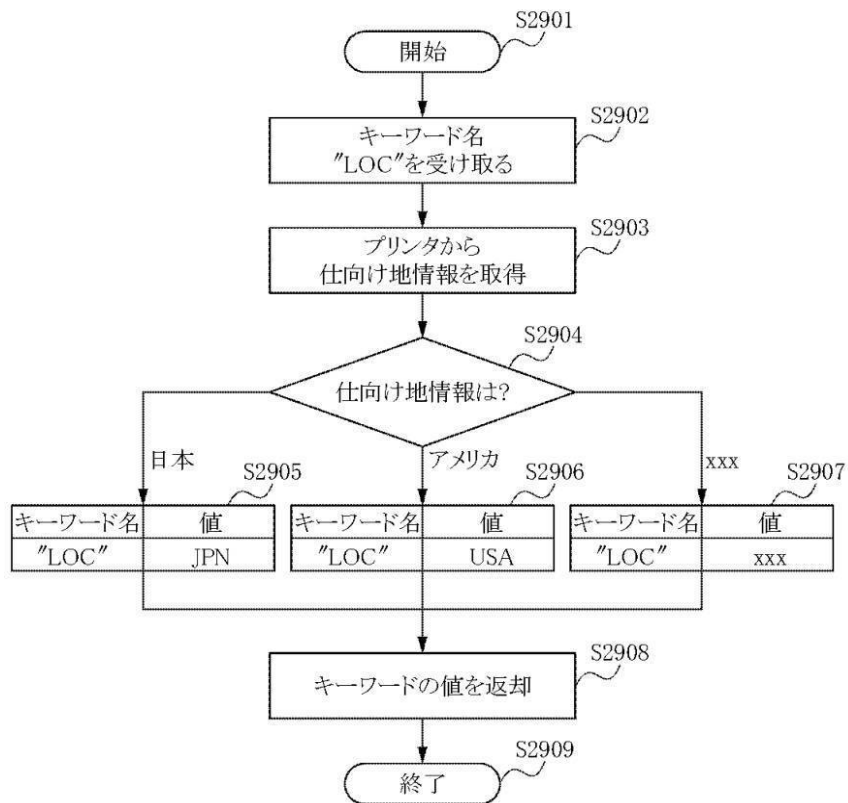 S2901
開始
S2902
キーワード名
"LOC"を受け取る
S2903
プリンタから
仕向け地情報を取得
S2904
仕向け地情報は?
日本
アメリカ
xxx
S2905
S2906
S2907
キーワード名 値
"LOC" JPN
キーワード名 値
"LOC" USA
キーワード名 値
"LOC" xxx
S2908
キーワードの値を返却
S2909
終了